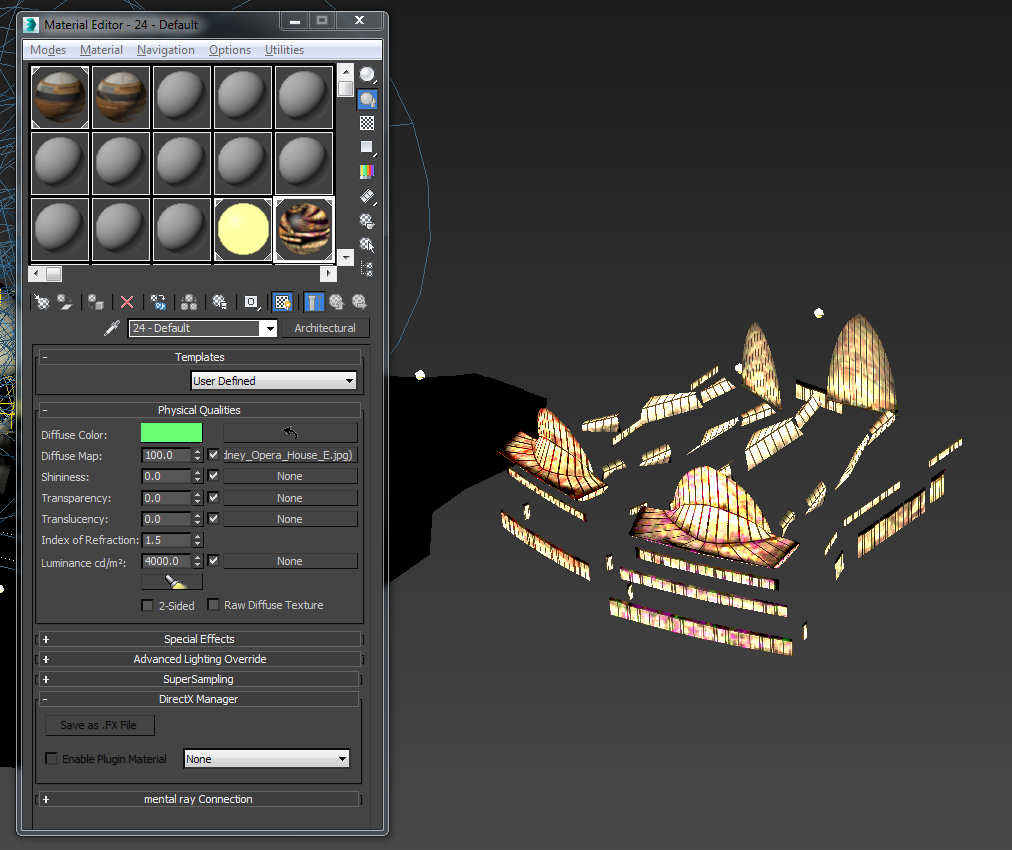 Material Editor - 24 - Default
Modes Material Navigation Options Utilities
24 - Default Architectural
- Templates
User Defined
- Physical Qualities
Diffuse Color:
Diffuse Map: 100.0 dney_Opera_House_E.jpg)
Shininess: 0.0 None
Transparency: 0.0 None
Translucency: 0.0 None
Index of Refraction: 1.5
Luminance cd/m²: 4000.0 None
2-Sided Raw Diffuse Texture
+ Special Effects
+ Advanced Lighting Override
+ SuperSampling
- DirectX Manager
Save as .FX File
Enable Plugin Material None
+ mental ray Connection